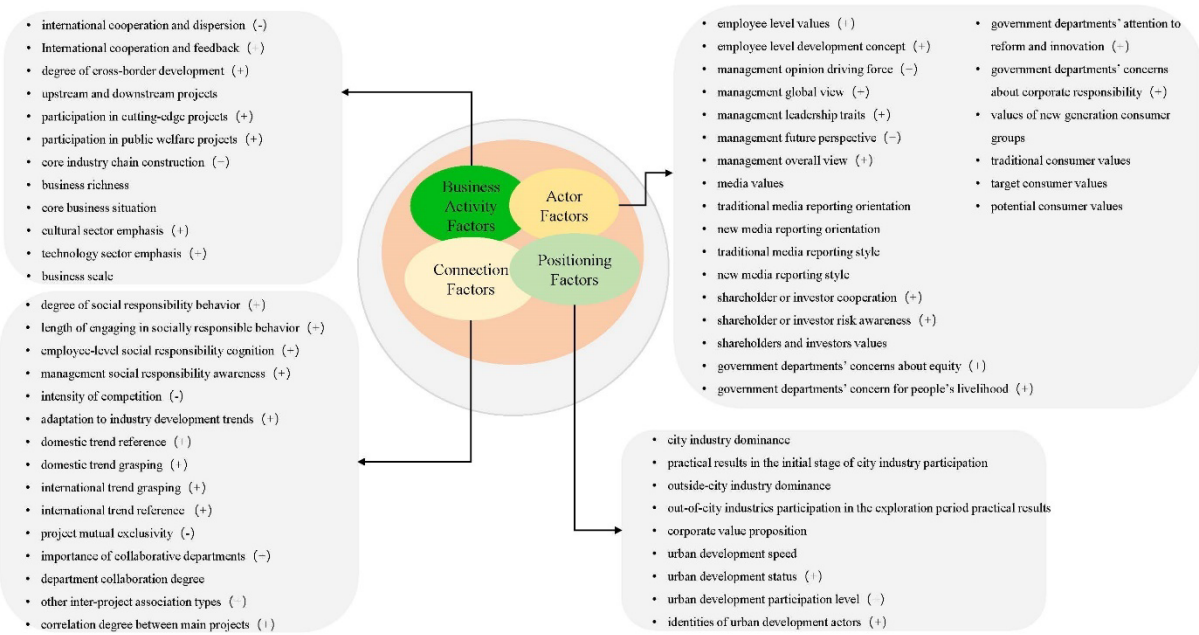 international cooperation and dispersion (-)
International cooperation and feedback (+)
degree of cross-border development (+)
upstream and downstream projects
participation in cutting-edge projects (+)
participation in public welfare projects (+)
core industry chain construction (−)
business richness
core business situation
cultural sector emphasis (+)
technology sector emphasis (+)
business scale
degree of social responsibility behavior (+)
length of engaging in socially responsible behavior (+)
employee-level social responsibility cognition (+)
management social responsibility awareness (+)
intensity of competition (-)
adaptation to industry development trends (+)
domestic trend reference (+)
domestic trend grasping (+)
international trend grasping (+)
international trend reference (+)
project mutual exclusivity (-)
importance of collaborative departments (−)
department collaboration degree
other inter-project association types (−)
correlation degree between main projects (+)
Business
Activity
Factors
Actor
Factors
Connection
Factors
Positioning
Factors
employee level values (+)
employee level development concept (+)
management opinion driving force (−)
management global view (+)
management leadership traits (+)
management future perspective (−)
management overall view (+)
media values
traditional media reporting orientation
new media reporting orientation
traditional media reporting style
new media reporting style
shareholder or investor cooperation (+)
shareholder or investor risk awareness (+)
shareholders and investors values
government departments' concerns about equity (+)
government departments' concern for people's livelihood (+)
government departments' attention to
reform and innovation (+)
government departments' concerns
about corporate responsibility (+)
values of new generation consumer
groups
traditional consumer values
target consumer values
potential consumer values
city industry dominance
practical results in the initial stage of city industry participation
outside-city industry dominance
out-of-city industries participation in the exploration period practical results
corporate value proposition
urban development speed
urban development status (+)
urban development participation level (−)
identities of urban development actors (+)